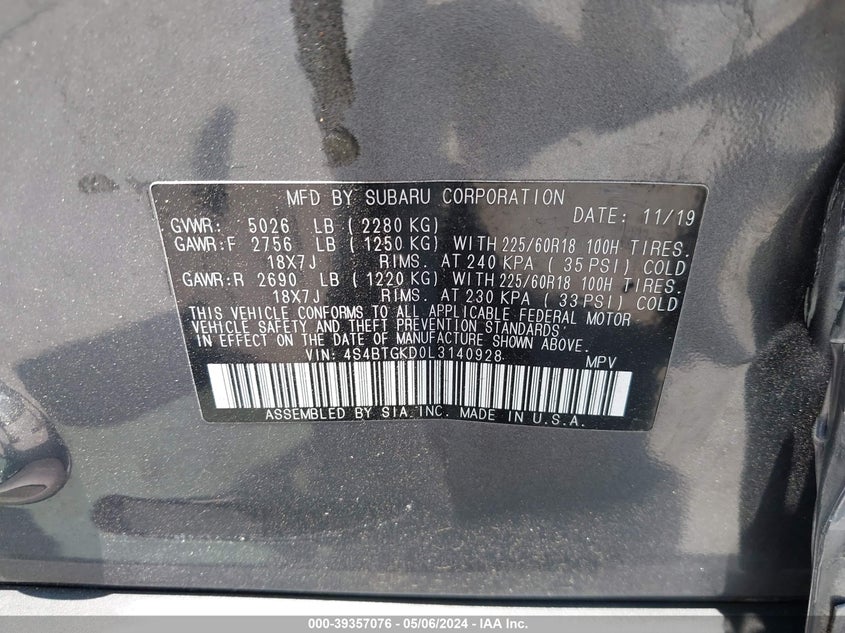 MFD BY SUBARU CORPORATION
DATE: 11/19
GVWR: 5026 LB ( 2280 KG)
GAWR:F 2756 LB ( 1250 KG) WITH 225/60R18 100H TIRES.
18X7J RIMS. AT 240 KPA ( 35 PSI) COLD
GAWR:R 2690 LB ( 1220 KG) WITH 225/60R18 100H TIRES.
18X7J RIMS. AT 230 KPA ( 33 PSI) COLD
THIS VEHICLE CONFORMS TO ALL APPLICABLE FEDERAL MOTOR
VEHICLE SAFETY AND THEFT PREVENTION STANDARDS
IN EFFECT ON THE DATE OF MANUFACTURE SHOWN ABOVE.
VIN: 4S4BTGKD0L3140928
MPV
ASSEMBLED BY SIA, INC. MADE IN U.S.A.
000-39357076 / 05/06/2024 - IAA Inc.